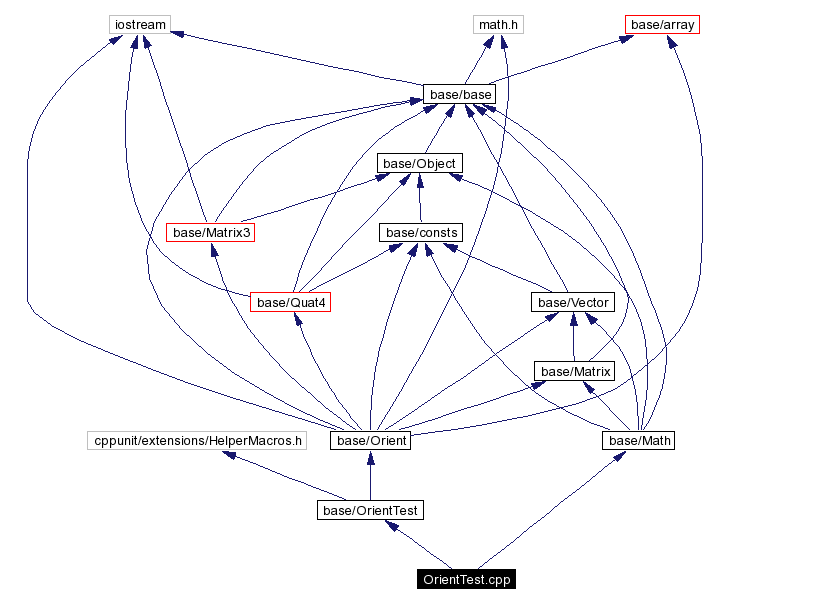 iostream
math.h
base/array
base/base
base/Object
base/Matrix3
base/consts
base/Quat4
base/Vector
base/Matrix
cppunit/extensions/HelperMacros.h
base/Orient
base/Math
base/OrientTest
OrientTest.cpp